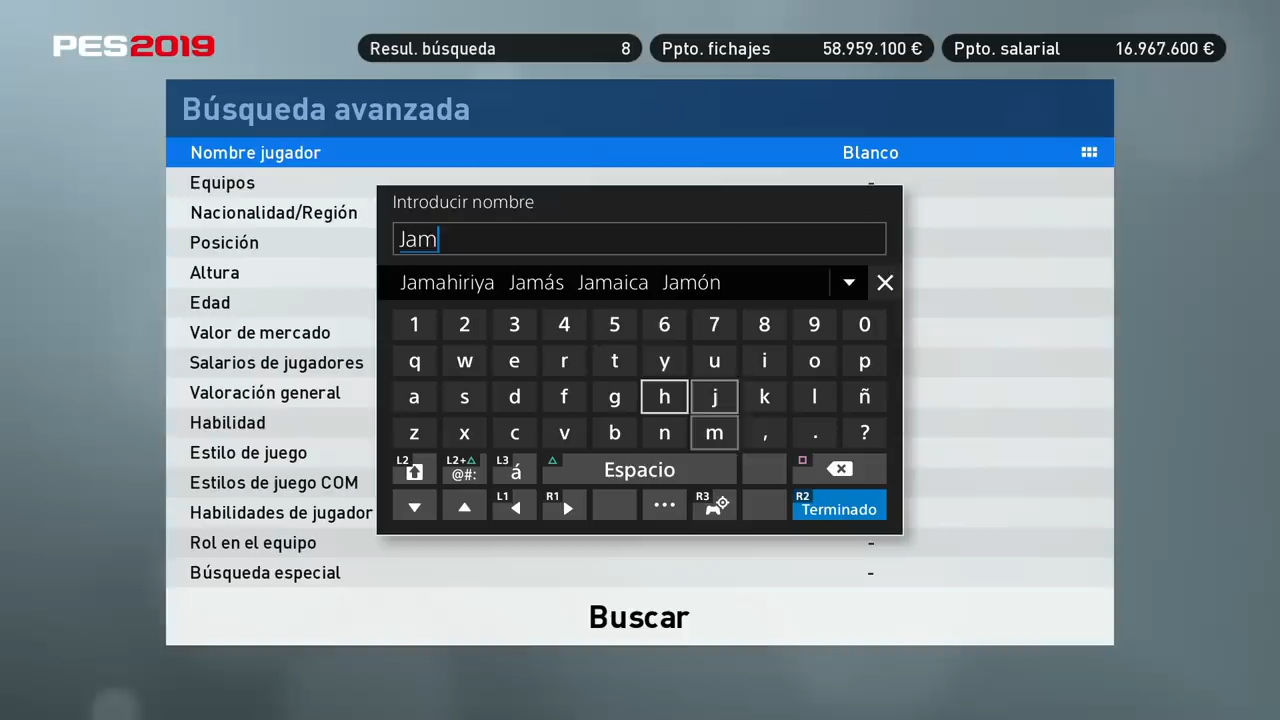 PES2019
Resul. búsqueda 8
Ppto. fichajes 58.959.100 €
Ppto. salarial 16.967.600 €
Búsqueda avanzada
Nombre jugador Blanco
Equipos -
Nacionalidad/Región
Posición
Altura
Edad
Valor de mercado
Salarios de jugadores
Valoración general
Habilidad
Estilo de juego
Estilos de juego COM
Habilidades de jugador
Rol en el equipo -
Búsqueda especial -
Buscar
Introducir nombre
Jam
Jamahiriya Jamás Jamaica Jamón
1 2 3 4 5 6 7 8 9 0
q w e r t y u i o p
a s d f g h j k l ñ
z x c v b n m , . ?
L2 L2+△ @#: L3 á △ Espacio □
L1 R1 ... R3 R2 Terminado